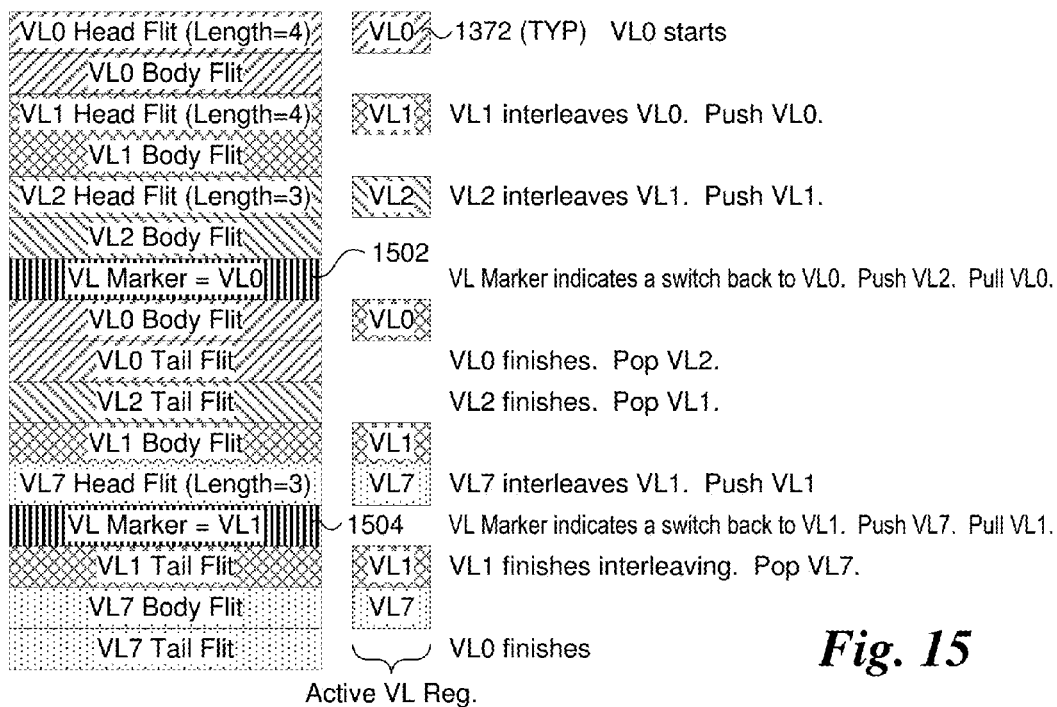 VL0 Head Flit (Length=4) VL0 1372 (TYP) VL0 starts
VL0 Body Flit
VL1 Head Flit (Length=4) VL1 VL1 interleaves VL0. Push VL0.
VL1 Body Flit
VL2 Head Flit (Length=3) VL2 VL2 interleaves VL1. Push VL1.
VL2 Body Flit
1502
VL Marker = VL0 VL Marker indicates a switch back to VL0. Push VL2. Pull VL0.
VL0 Body Flit VL0
VL0 Tail Flit VL0 finishes. Pop VL2.
VL2 Tail Flit VL2 finishes. Pop VL1.
VL1 Body Flit VL1
VL7 Head Flit (Length=3) VL7 VL7 interleaves VL1. Push VL1
VL Marker = VL1 1504 VL Marker indicates a switch back to VL1. Push VL7. Pull VL1.
VL1 Tail Flit VL1 VL1 finishes interleaving. Pop VL7.
VL7 Body Flit VL7
VL7 Tail Flit VL0 finishes
Active VL Reg.
Fig. 15